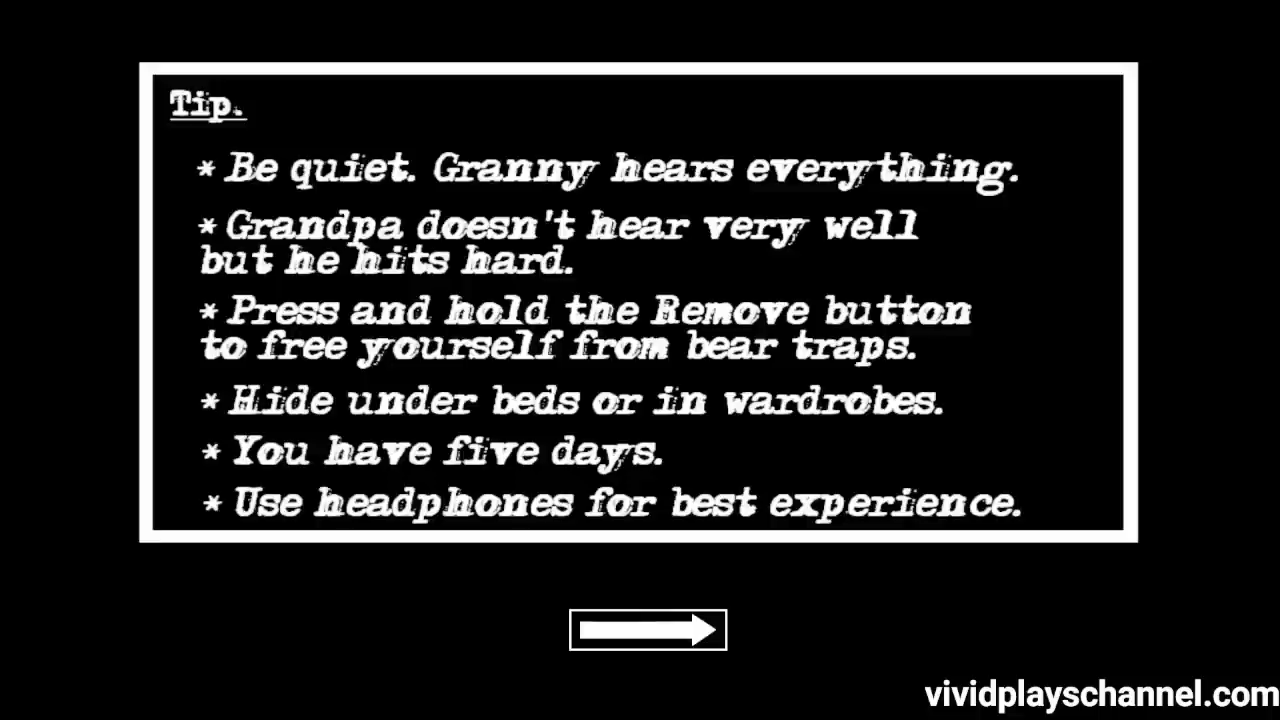 Tip.
* Be quiet. Granny hears everything.
* Grandpa doesn't hear very well
but he hits hard.
* Press and hold the Remove button
to free yourself from bear traps.
* Hide under beds or in wardrobes.
* You have five days.
* Use headphones for best experience.
vividplayschannel.com